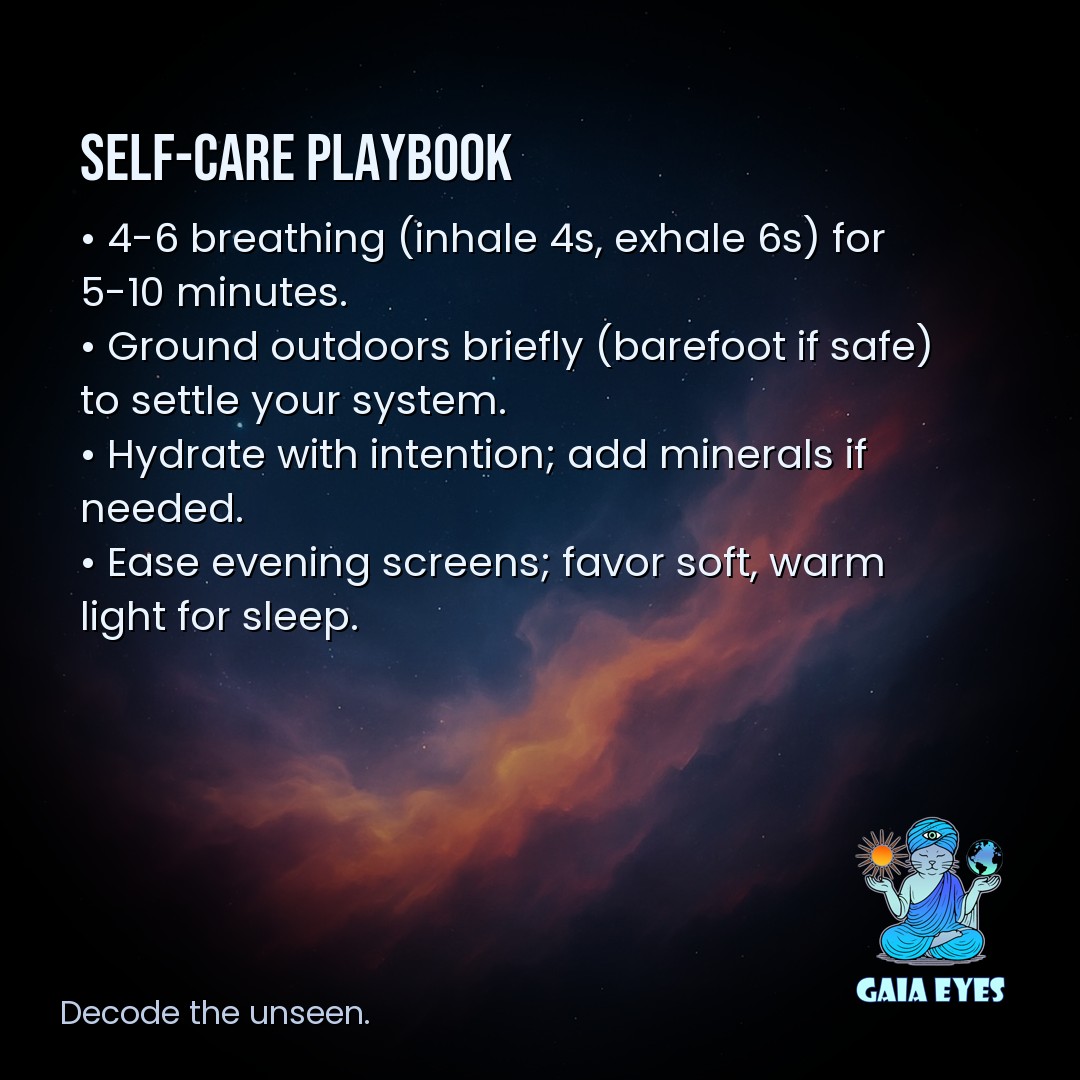 SELF-CARE PLAYBOOK
• 4-6 breathing (inhale 4s, exhale 6s) for
5-10 minutes.
• Ground outdoors briefly (barefoot if safe)
to settle your system.
• Hydrate with intention; add minerals if
needed.
• Ease evening screens; favor soft, warm
light for sleep.
GAIA EYES
Decode the unseen.